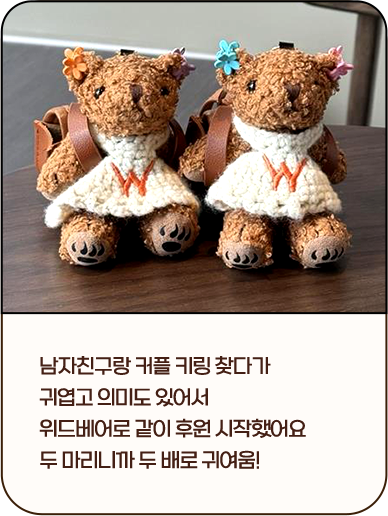 W
W
남자친구랑 커플 키링 찾다가
귀엽고 의미도 있어서
위드베어로 같이 후원 시작했어요
두 마리니까 두 배로 귀여움!